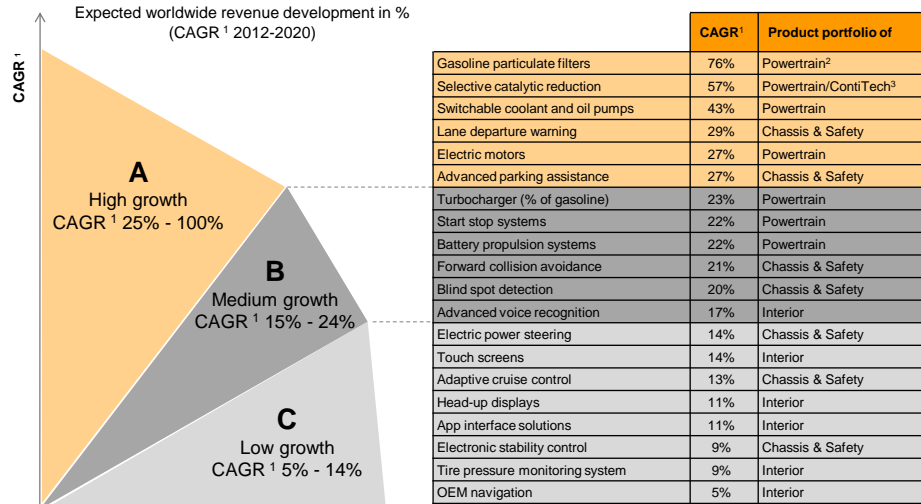 Expected worldwide revenue development in %
(CAGR ¹ 2012-2020)
CAGR ¹
A
High growth
CAGR ¹ 25% - 100%
B
Medium growth
CAGR ¹ 15% - 24%
C
Low growth
CAGR ¹ 5% - 14%
CAGR¹ Product portfolio of
Gasoline particulate filters 76% Powertrain²
Selective catalytic reduction 57% Powertrain/ContiTech³
Switchable coolant and oil pumps 43% Powertrain
Lane departure warning 29% Chassis & Safety
Electric motors 27% Powertrain
Advanced parking assistance 27% Chassis & Safety
Turbocharger (% of gasoline) 23% Powertrain
Start stop systems 22% Powertrain
Battery propulsion systems 22% Powertrain
Forward collision avoidance 21% Chassis & Safety
Blind spot detection 20% Chassis & Safety
Advanced voice recognition 17% Interior
Electric power steering 14% Chassis & Safety
Touch screens 14% Interior
Adaptive cruise control 13% Chassis & Safety
Head-up displays 11% Interior
App interface solutions 11% Interior
Electronic stability control 9% Chassis & Safety
Tire pressure monitoring system 9% Interior
OEM navigation 5% Interior